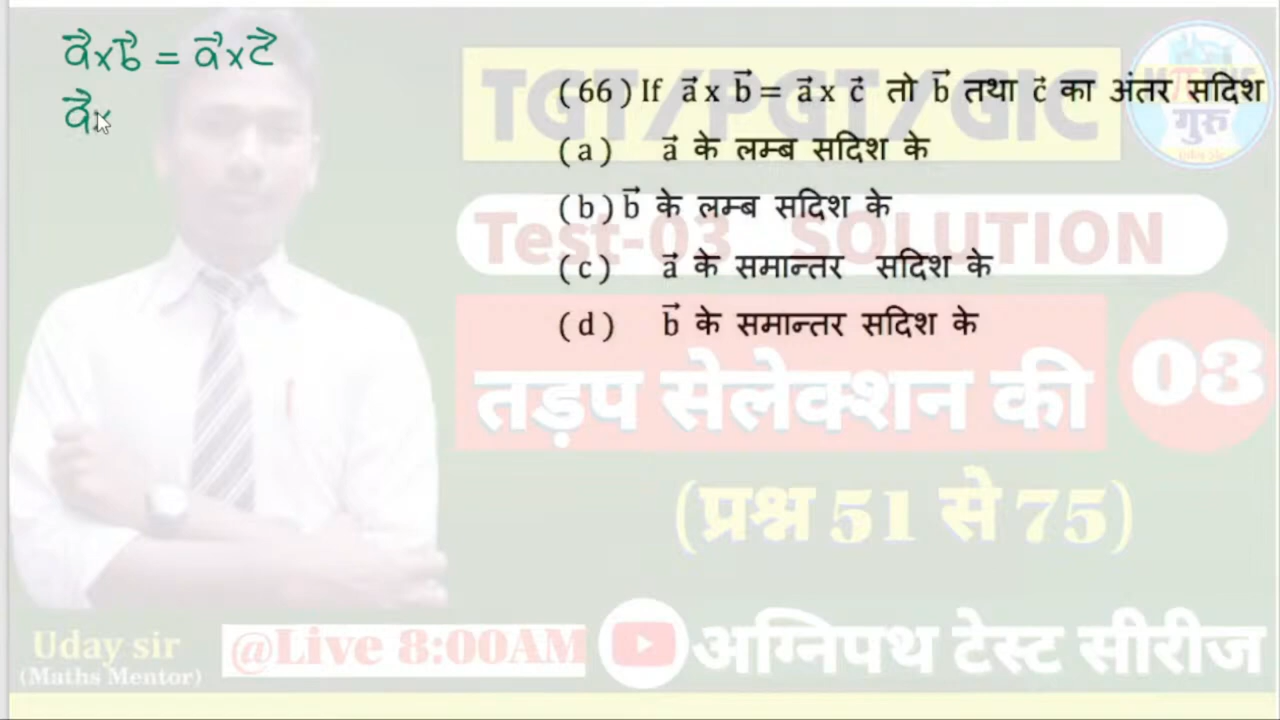 a⃗ x b⃗ = a⃗ x c⃗
a⃗ x
TGT/PGT/GIC
( 66 ) If a⃗ x b⃗ = a⃗ x c⃗ तो b⃗ तथा c⃗ का अंतर सदिश
गुरु
( a ) a⃗ के लम्ब सदिश के
( b ) b⃗ के लम्ब सदिश के
Test-03 SOLUTION
( c ) a⃗ के समान्तर सदिश के
( d ) b⃗ के समान्तर सदिश के
तड़प सेलेक्शन की
03
(प्रश्न 51 से 75)
Uday sir
(Maths Mentor)
@Live 8:00AM
अग्निपथ टेस्ट सीरीज